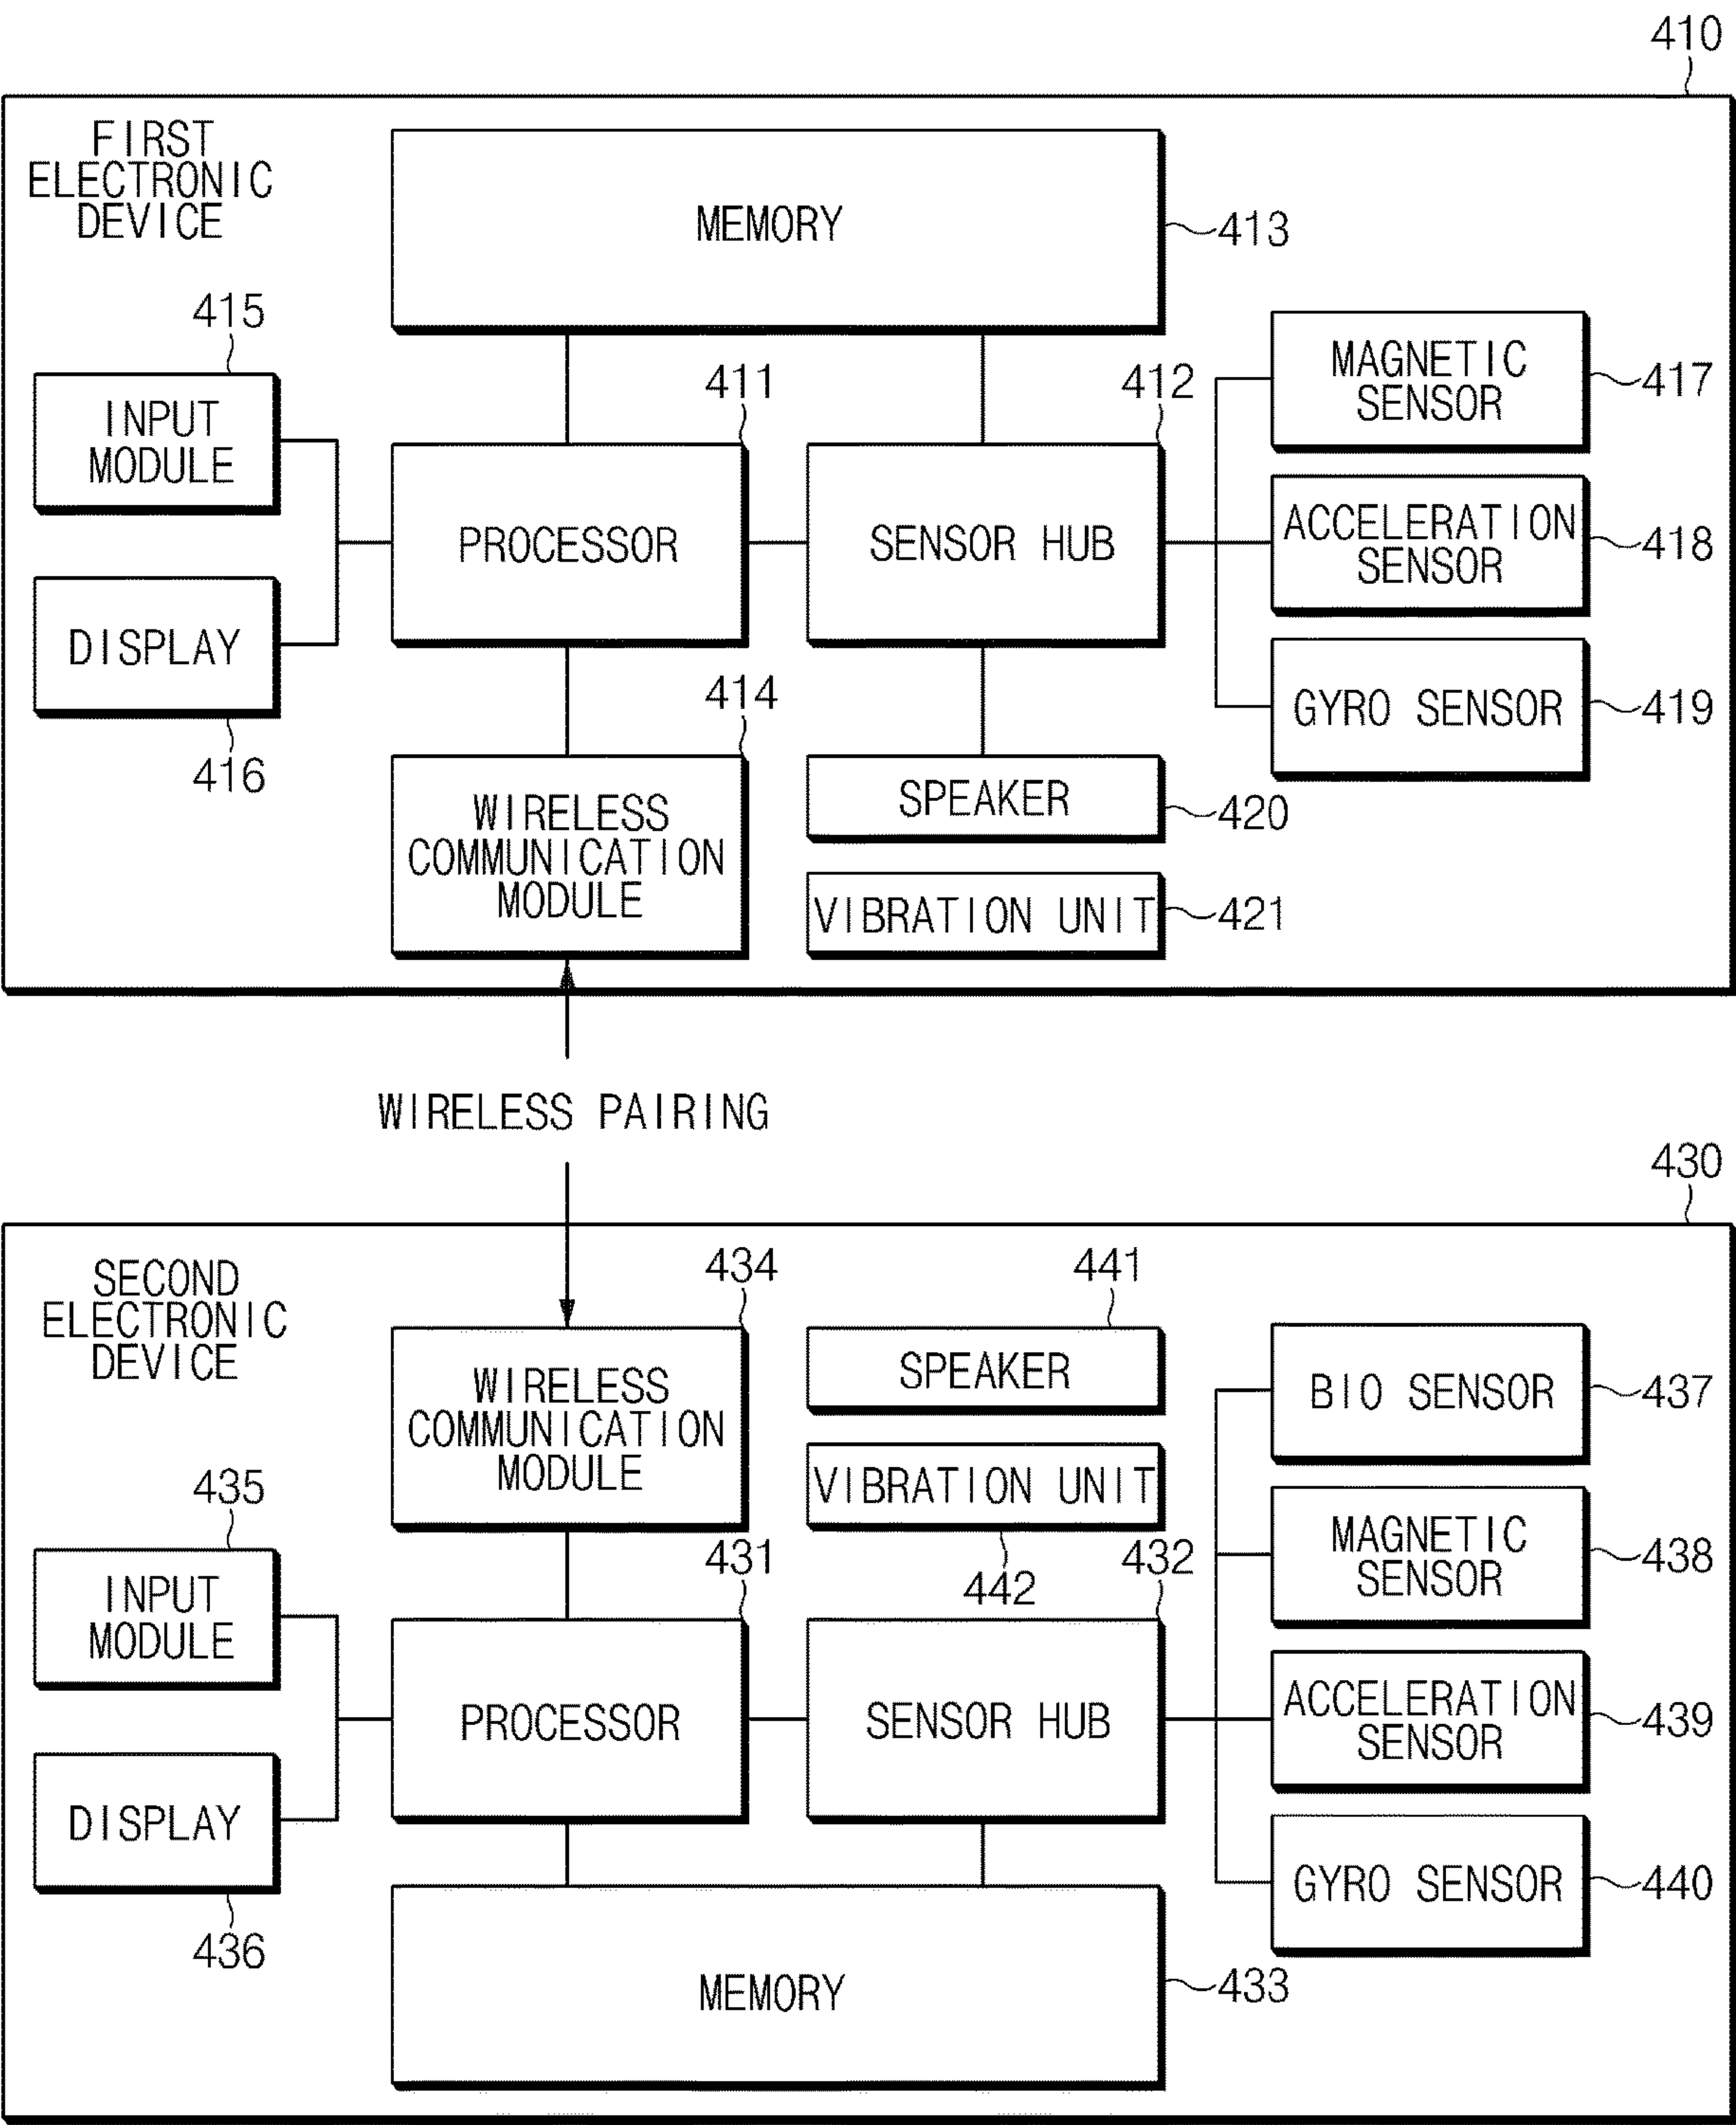 410
FIRST
ELECTRONIC
DEVICE
MEMORY
413
415
INPUT
MODULE
411
PROCESSOR
412
SENSOR HUB
MAGNETIC
SENSOR
417
ACCELERATION
SENSOR
418
DISPLAY
416
GYRO SENSOR
419
414
WIRELESS
COMMUNICATION
MODULE
SPEAKER
420
VIBRATION UNIT
421
WIRELESS PAIRING
430
SECOND
ELECTRONIC
DEVICE
434
WIRELESS
COMMUNICATION
MODULE
441
SPEAKER
VIBRATION UNIT
442
BIO SENSOR
437
MAGNETIC
SENSOR
438
435
INPUT
MODULE
431
PROCESSOR
432
SENSOR HUB
ACCELERATION
SENSOR
439
DISPLAY
436
GYRO SENSOR
440
MEMORY
433